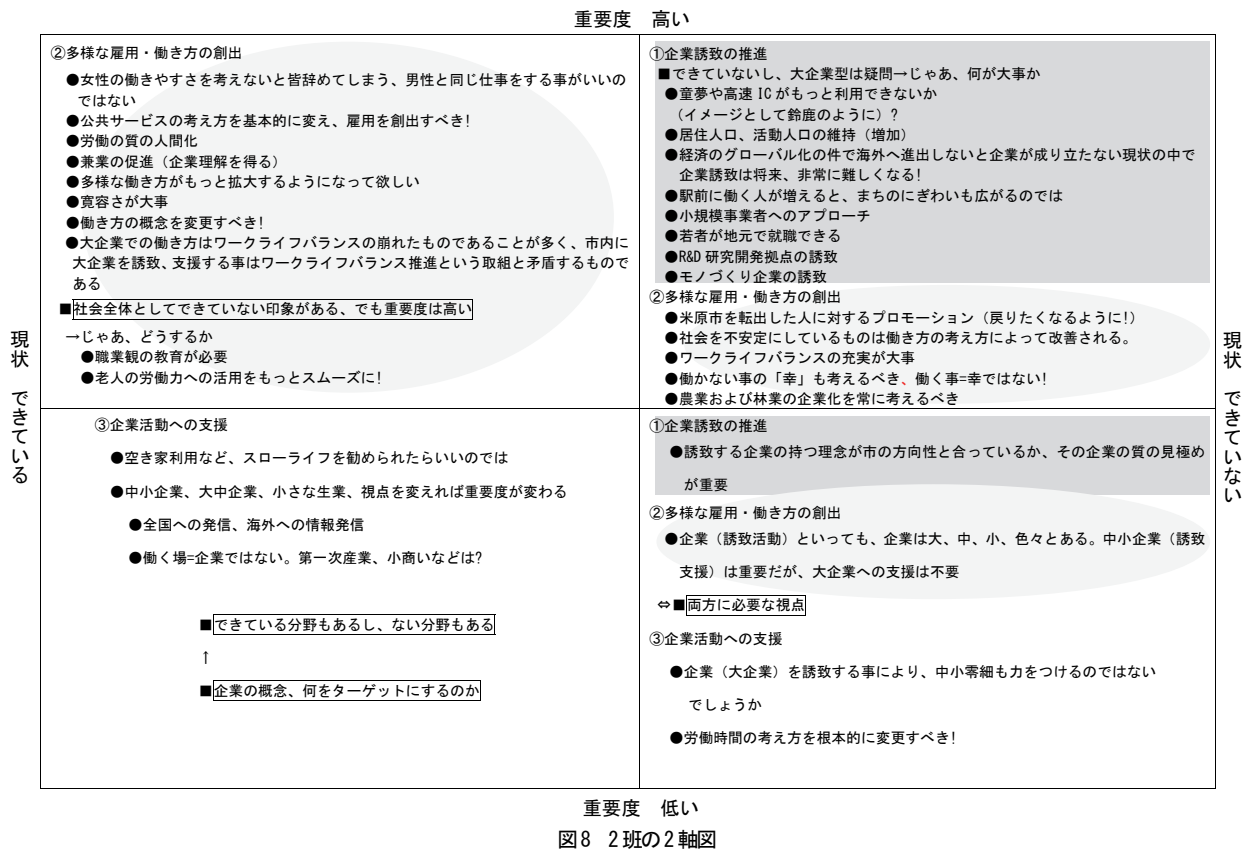 重要度　高い
②多様な雇用・働き方の創出
●女性の働きやすさを考えないと皆辞めてしまう、男性と同じ仕事をする事がいいの
ではない
●公共サービスの考え方を基本的に変え、雇用を創出すべき!
●労働の質の人間化
●兼業の促進（企業理解を得る）
●多様な働き方がもっと拡大するようになって欲しい
●寛容さが大事
●働き方の概念を変更すべき!
●大企業での働き方はワークライフバランスの崩れたものであることが多く、市内に
大企業を誘致、支援する事はワークライフバランス推進という取組と矛盾するもので
ある
■社会全体としてできていない印象がある、でも重要度は高い
→じゃあ、どうするか
●職業観の教育が必要
●老人の労働力への活用をもっとスムーズに!
①企業誘致の推進
■できていないし、大企業型は疑問→じゃあ、何が大事か
●童夢や高速 IC がもっと利用できないか
（イメージとして鈴鹿のように）?
●居住人口、活動人口の維持（増加）
●経済のグローバル化の件で海外へ進出しないと企業が成り立たない現状の中で
企業誘致は将来、非常に難しくなる!
●駅前に働く人が増えると、まちのにぎわいも広がるのでは
●小規模事業者へのアプローチ
●若者が地元で就職できる
●R&D 研究開発拠点の誘致
●モノづくり企業の誘致
②多様な雇用・働き方の創出
●米原市を転出した人に対するプロモーション（戻りたくなるように!）
●社会を不安定にしているものは働き方の考え方によって改善される。
●ワークライフバランスの充実が大事
●働かない事の「幸」も考えるべき、働く事=幸ではない!
●農業および林業の企業化を常に考えるべき
現状　できている
現状　できていない
③企業活動への支援
●空き家利用など、スローライフを勧められたらいいのでは
●中小企業、大中企業、小さな生業、視点を変えれば重要度が変わる
●全国への発信、海外への情報発信
●働く場=企業ではない。第一次産業、小商いなどは?
■できている分野もあるし、ない分野もある
↑
■企業の概念、何をターゲットにするのか
①企業誘致の推進
●誘致する企業の持つ理念が市の方向性と合っているか、その企業の質の見極め
が重要
②多様な雇用・働き方の創出
●企業（誘致活動）といっても、企業は大、中、小、色々とある。中小企業（誘致
支援）は重要だが、大企業への支援は不要
⇔■両方に必要な視点
③企業活動への支援
●企業（大企業）を誘致する事により、中小零細も力をつけるのではない
でしょうか
●労働時間の考え方を根本的に変更すべき!
重要度　低い
図8　2班の2軸図